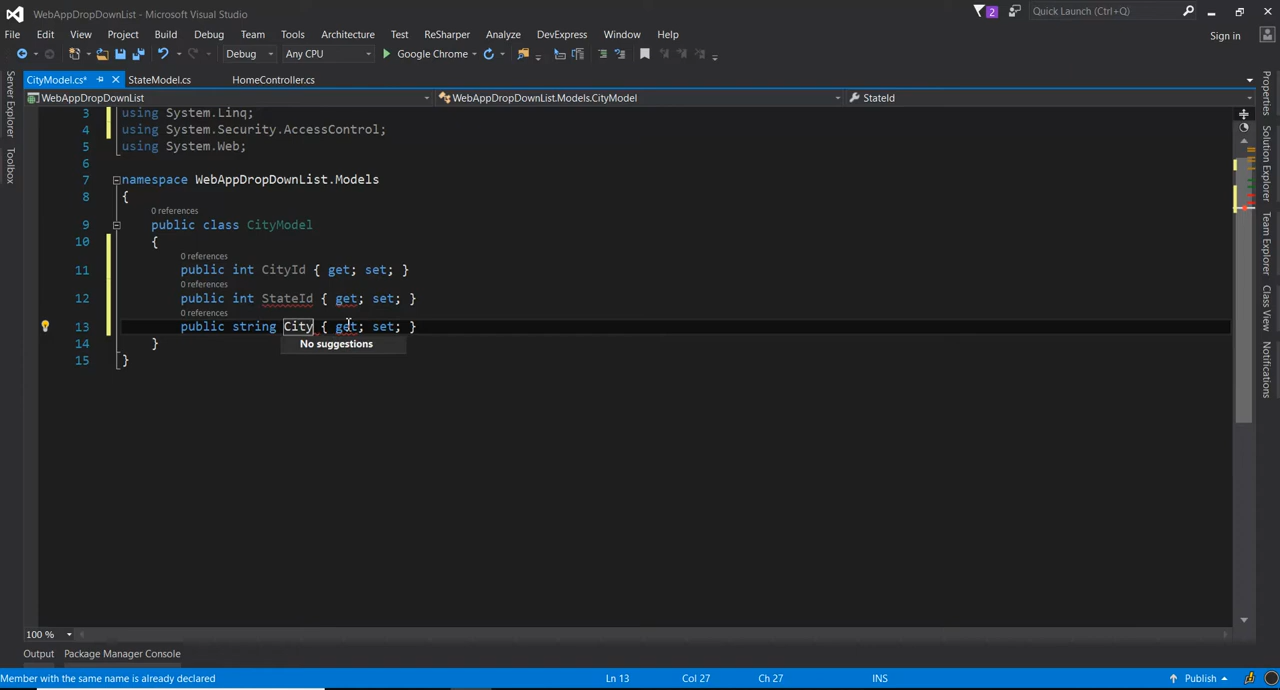 WebAppDropDownList - Microsoft Visual Studio
2
Quick Launch (Ctrl+Q)
File Edit View Project Build Debug Team Tools Architecture Test ReSharper Analyze DevExpress Window Help
Sign in
Debug Any CPU Google Chrome
CityModel.cs* StateModel.cs HomeController.cs
WebAppDropDownList WebAppDropDownList.Models.CityModel StateId
Server Explorer
Toolbox
3 using System.Linq;
4 using System.Security.AccessControl;
5 using System.Web;
6
7 namespace WebAppDropDownList.Models
8 {
0 references
9 public class CityModel
10 {
0 references
11 public int CityId { get; set; }
0 references
12 public int StateId { get; set; }
0 references
13 public string City { get; set; }
No suggestions
14 }
15 }
Properties
Solution Explorer
Team Explorer
Class View
Notifications
100 %
Output Package Manager Console
Member with the same name is already declared Ln 13 Col 27 Ch 27 INS Publish